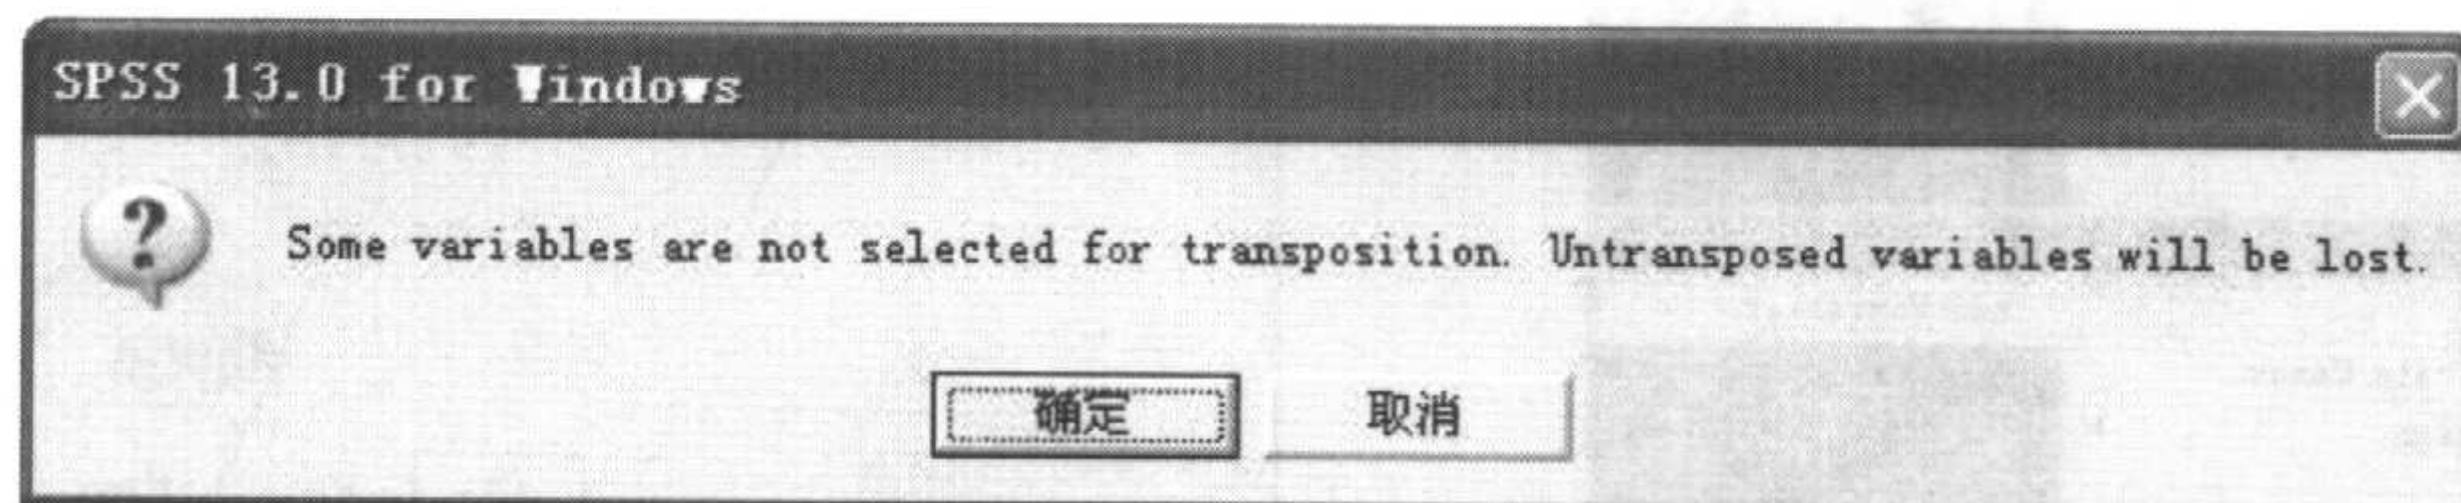 SPSS 13.0 for Windows
Some variables are not selected for transposition. Untransposed variables will be lost.
确定
取消